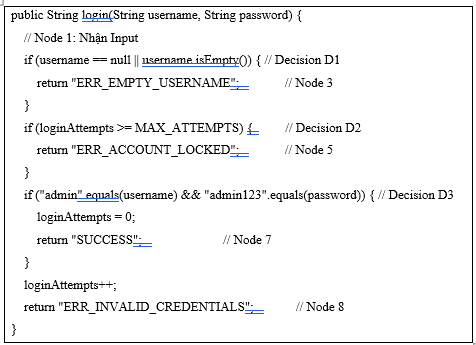 public String login(String username, String password) {
// Node 1: Nhận Input
if (username == null || username.isEmpty()) { // Decision D1
return "ERR_EMPTY_USERNAME"; // Node 3
}
if (loginAttempts >= MAX_ATTEMPTS) { // Decision D2
return "ERR_ACCOUNT_LOCKED"; // Node 5
}
if ("admin".equals(username) && "admin123".equals(password)) { // Decision D3
loginAttempts = 0;
return "SUCCESS"; // Node 7
}
loginAttempts++;
return "ERR_INVALID_CREDENTIALS"; // Node 8
}